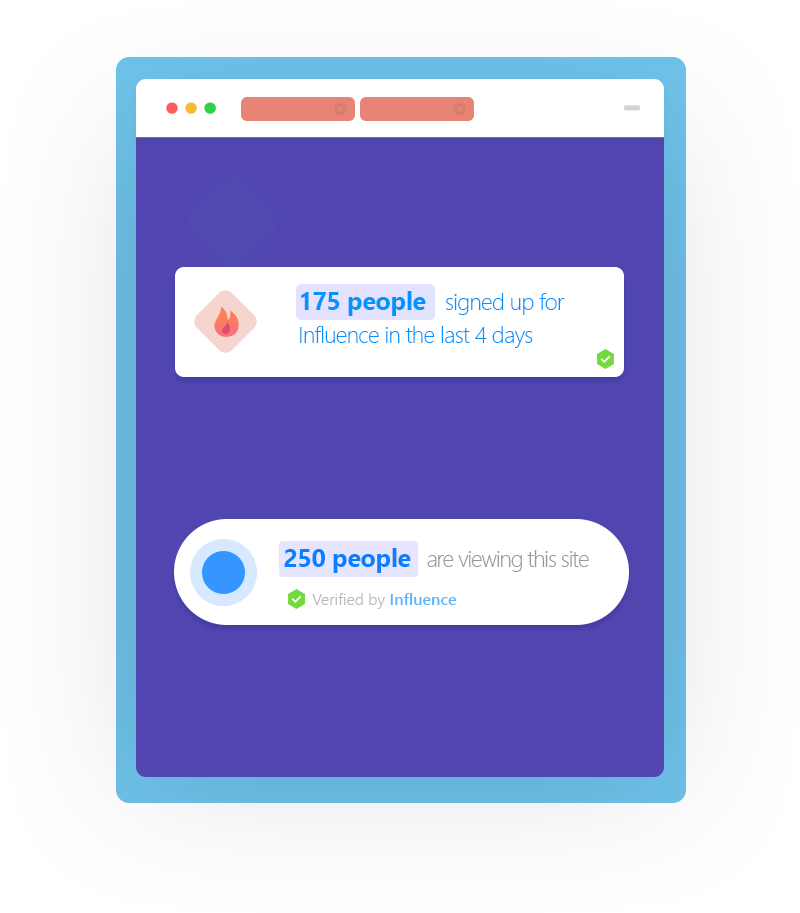 175 people signed up for
Influence in the last 4 days
250 people are viewing this site
Verified by Influence